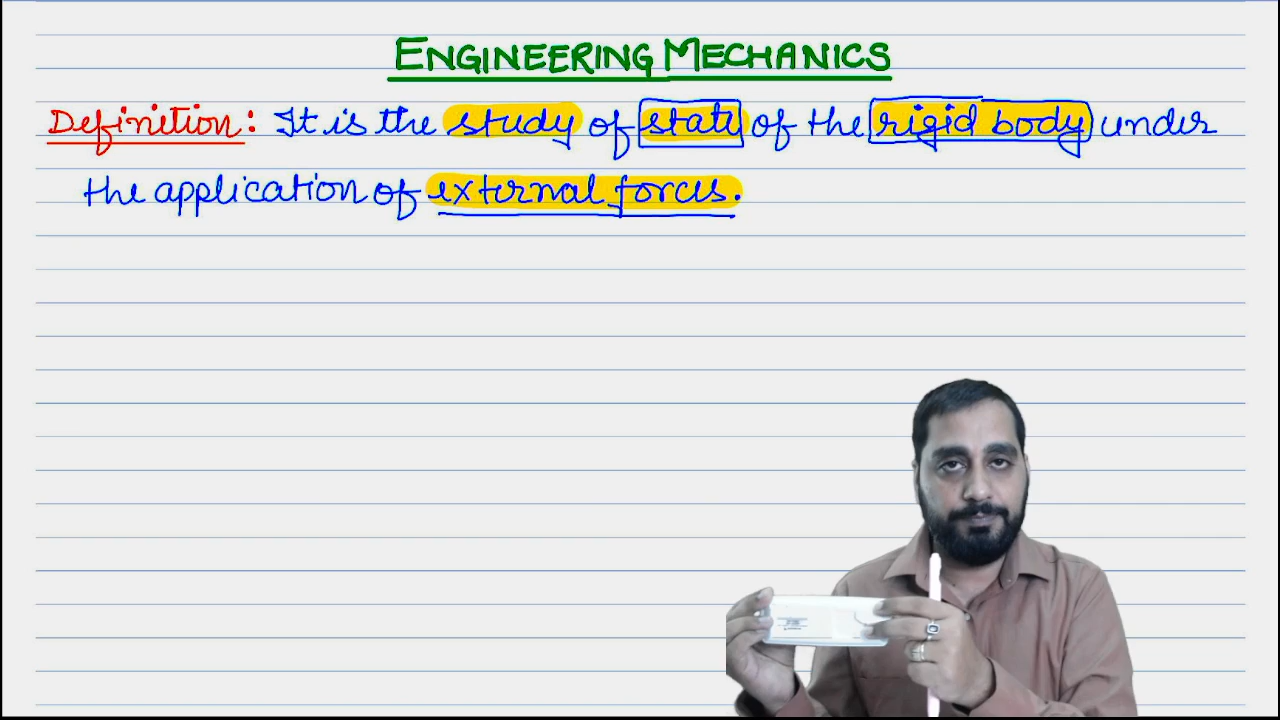 ENGINEERING MECHANICS
Definition: It is the study of state of the rigid body under
the application of external forces.